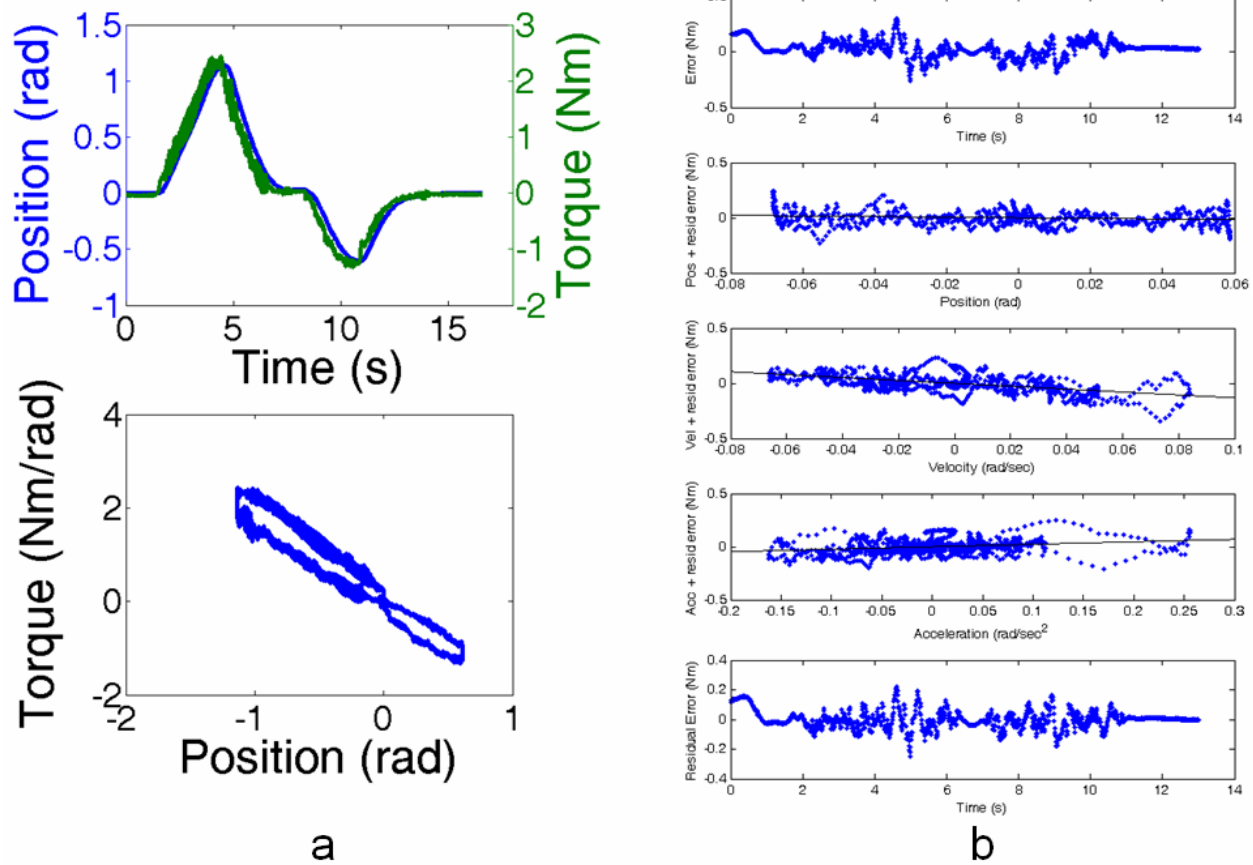 1.5
1
0.5
0
-0.5
-1
Position (rad)
3
2
1
0
-1
-2
Torque (Nm)
0
5
10
15
Time (s)
4
2
0
-2
Torque (Nm/rad)
-2
-1
0
1
Position (rad)
a
0.5
0
-0.5
Error (Nm)
0 2 4 6 8 10 12 14
Time (s)
0.5
0
-0.5
Pos + resid error (Nm)
-0.08 -0.06 -0.04 -0.02 0 0.02 0.04 0.06
Position (rad)
0.5
0
-0.5
Vel + resid error (Nm)
-0.08 -0.06 -0.04 -0.02 0 0.02 0.04 0.06 0.08 0.1
Velocity (rad/sec)
0.5
0
-0.5
Acc + resid error (Nm)
-0.2 -0.15 -0.1 -0.05 0 0.05 0.1 0.15 0.2 0.25 0.3
Acceleration (rad/sec²
0.4
0.2
0
-0.2
-0.4
Residual Error (Nm)
0 2 4 6 8 10 12 14
Time (s)
b